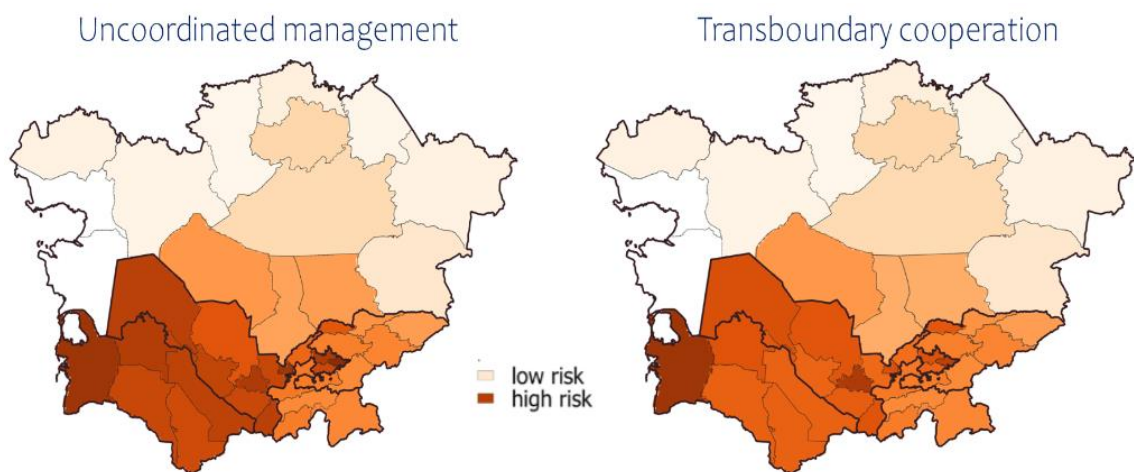 Uncoordinated management
Transboundary cooperation
low risk
high risk